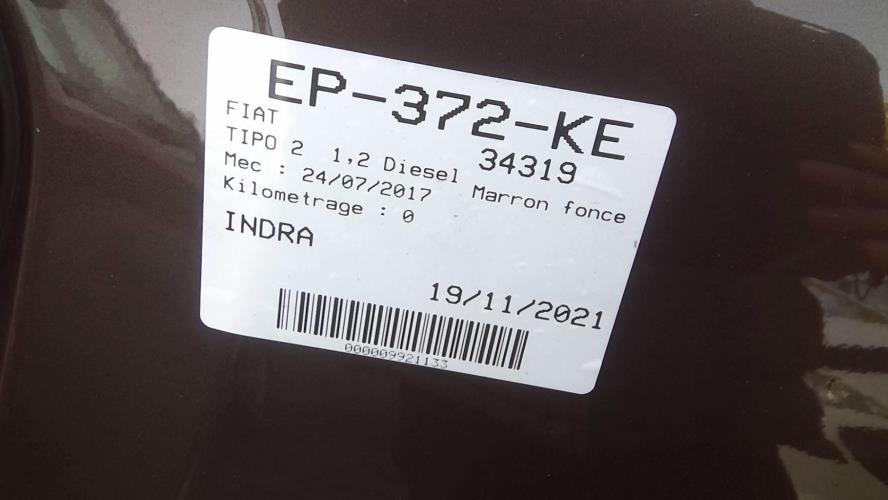 EP-372-KE
FIAT 34319
TIPO 2 1,2 Diesel Marron fonce
Mec : 24/07/2017
Kilometrage : 0
INDRA
19/11/2021
000009921133